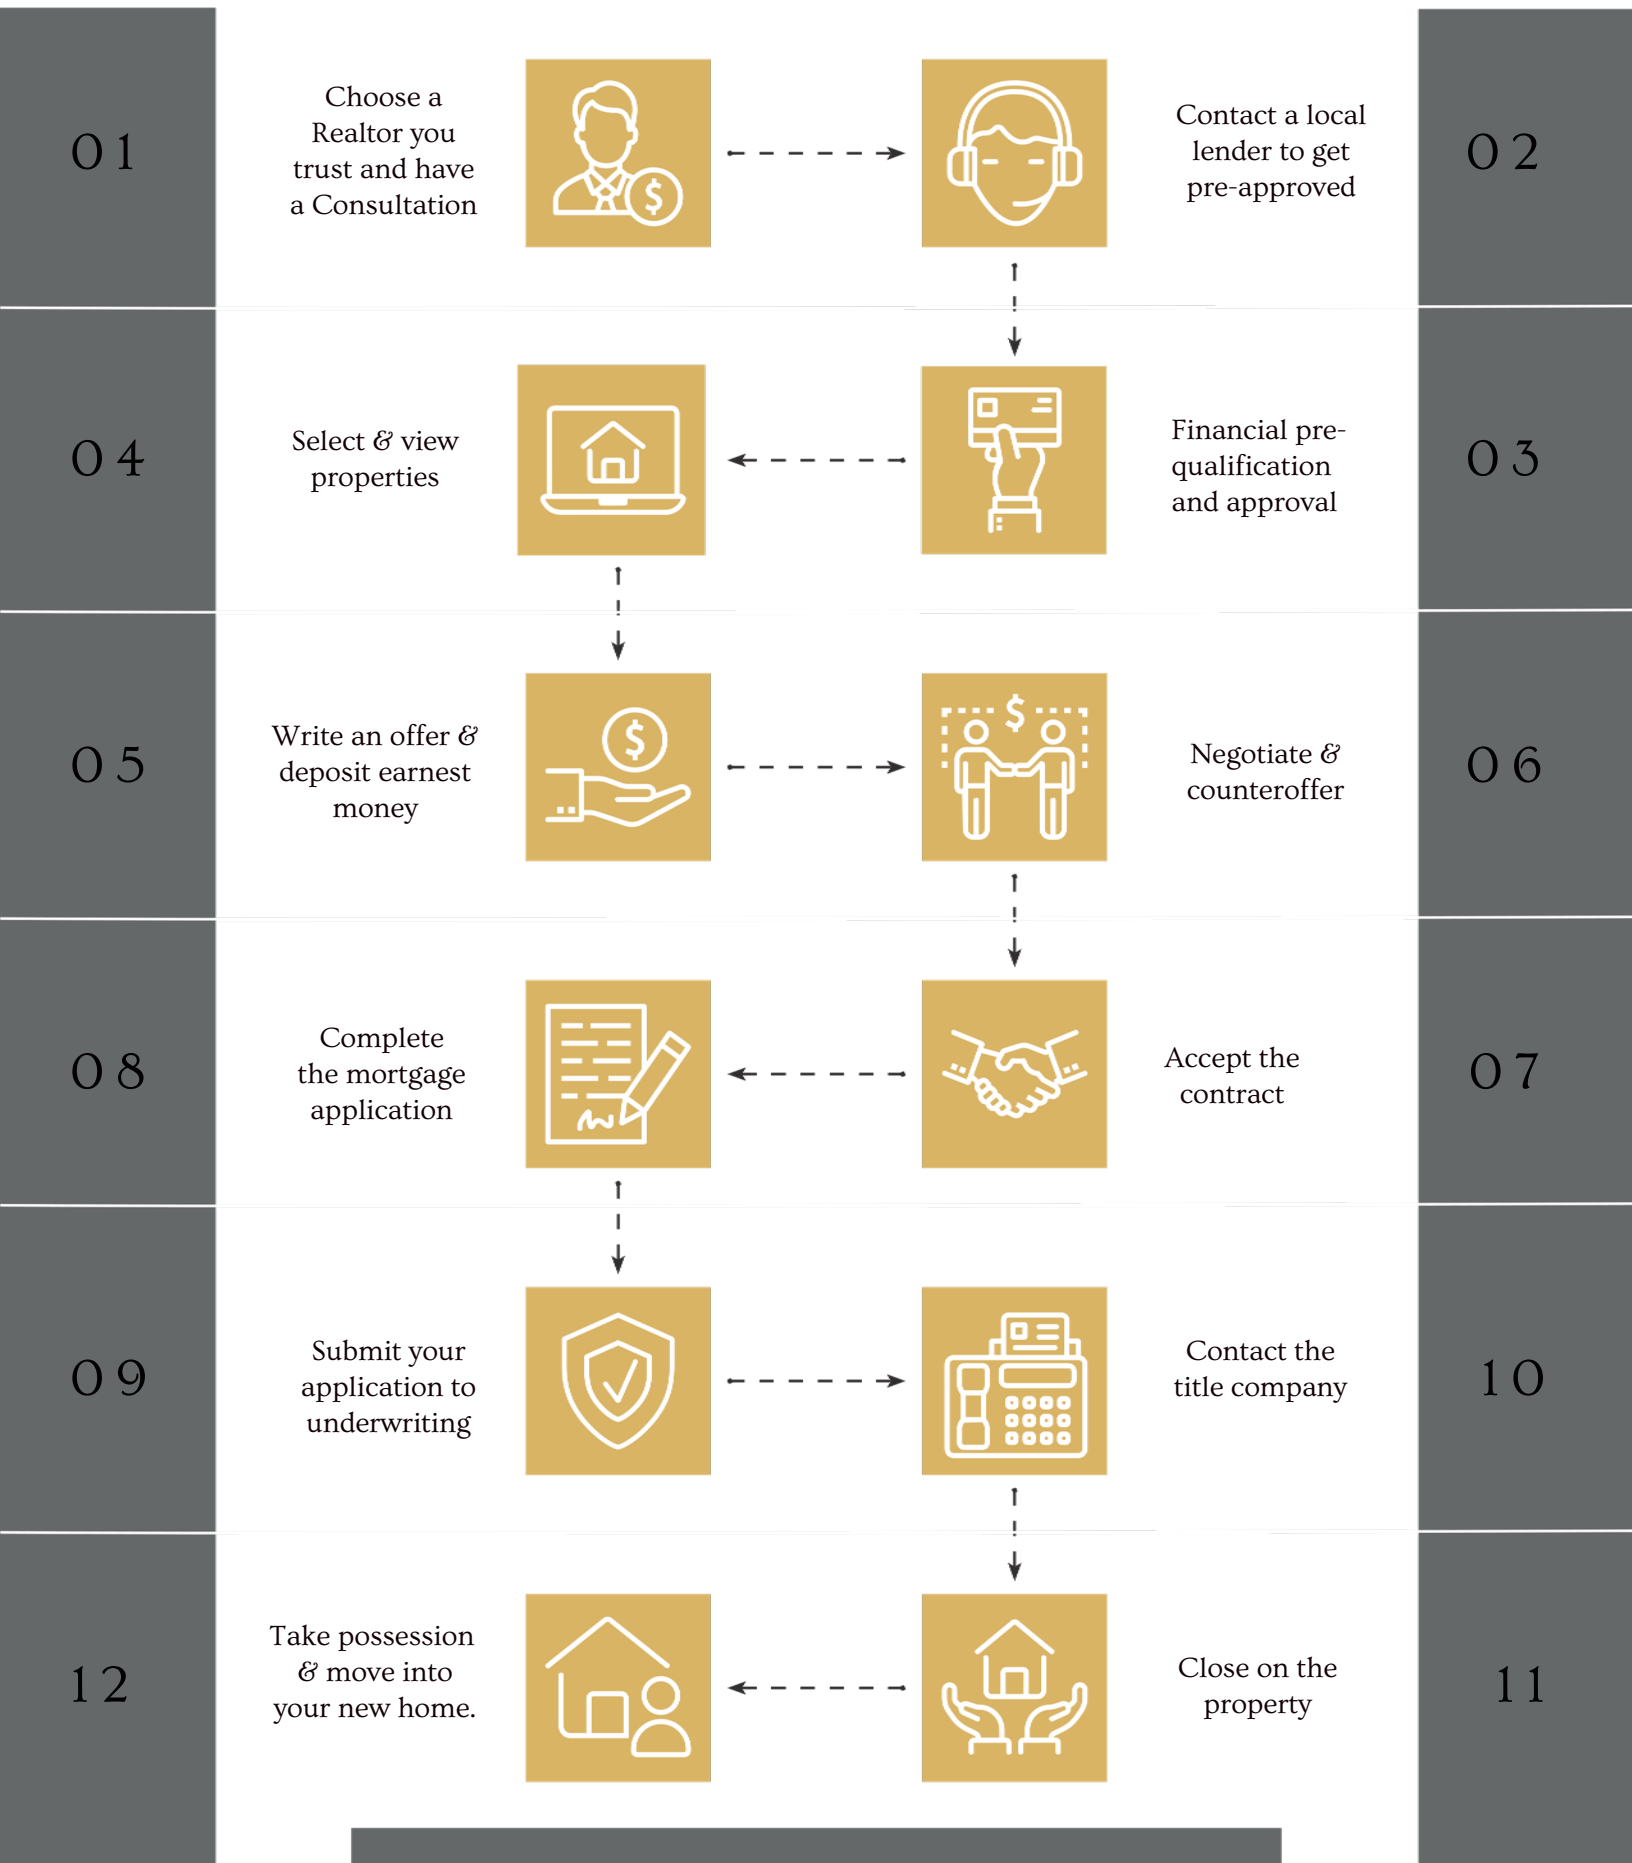 01
Choose a
Realtor you
trust and have
a Consultation
$
Contact a local
lender to get
pre-approved
02
04
Select & view
properties
Financial pre-
qualification
and approval
03
05
Write an offer &
deposit earnest
money
$
$
Negotiate &
counteroffer
06
08
Complete
the mortgage
application
Accept the
contract
07
09
Submit your
application to
underwriting
Contact the
title company
10
12
Take possession
& move into
your new home.
Close on the
property
11